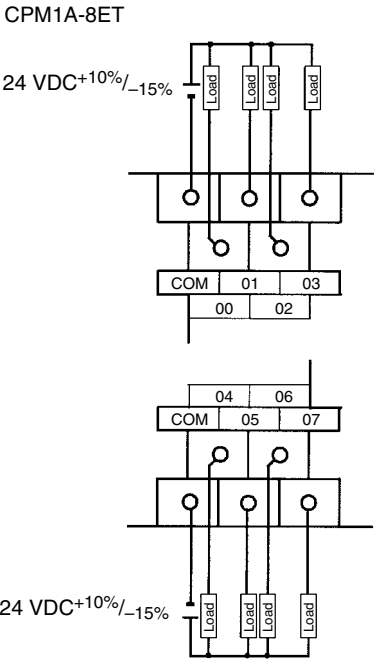 CPM1A-8ET
24 VDC+10%/–15%
Load Load Load Load
COM 01 03
00 02
04 06
COM 05 07
24 VDC+10%/–15%
Load Load Load Load